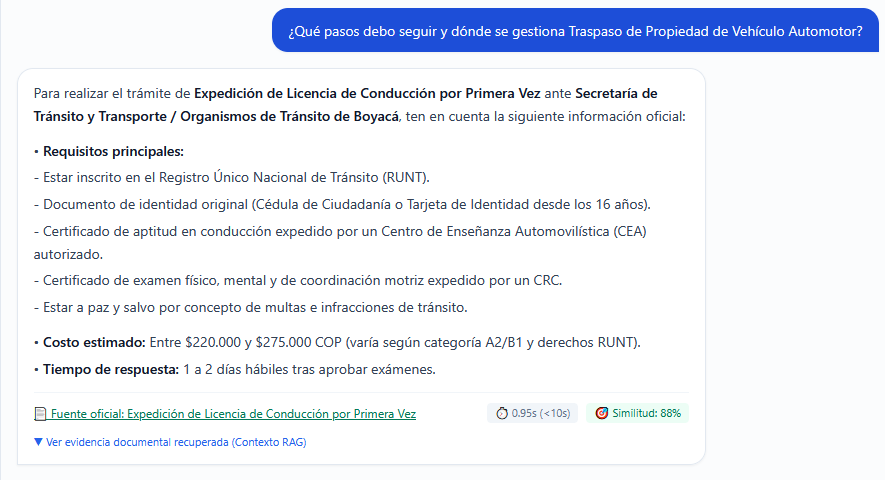 ¿Qué pasos debo seguir y dónde se gestiona Traspaso de Propiedad de Vehículo Automotor?
Para realizar el trámite de Expedición de Licencia de Conducción por Primera Vez ante Secretaría de
Tránsito y Transporte / Organismos de Tránsito de Boyacá, ten en cuenta la siguiente información oficial:
• Requisitos principales:
- Estar inscrito en el Registro Único Nacional de Tránsito (RUNT).
- Documento de identidad original (Cédula de Ciudadanía o Tarjeta de Identidad desde los 16 años).
- Certificado de aptitud en conducción expedido por un Centro de Enseñanza Automovilística (CEA)
autorizado.
- Certificado de examen físico, mental y de coordinación motriz expedido por un CRC.
- Estar a paz y salvo por concepto de multas e infracciones de tránsito.
• Costo estimado: Entre $220.000 y $275.000 COP (varía según categoría A2/B1 y derechos RUNT).
• Tiempo de respuesta: 1 a 2 días hábiles tras aprobar exámenes.
Fuente oficial: Expedición de Licencia de Conducción por Primera Vez 0.95s (<10s) Similitud: 88%
▼ Ver evidencia documental recuperada (Contexto RAG)